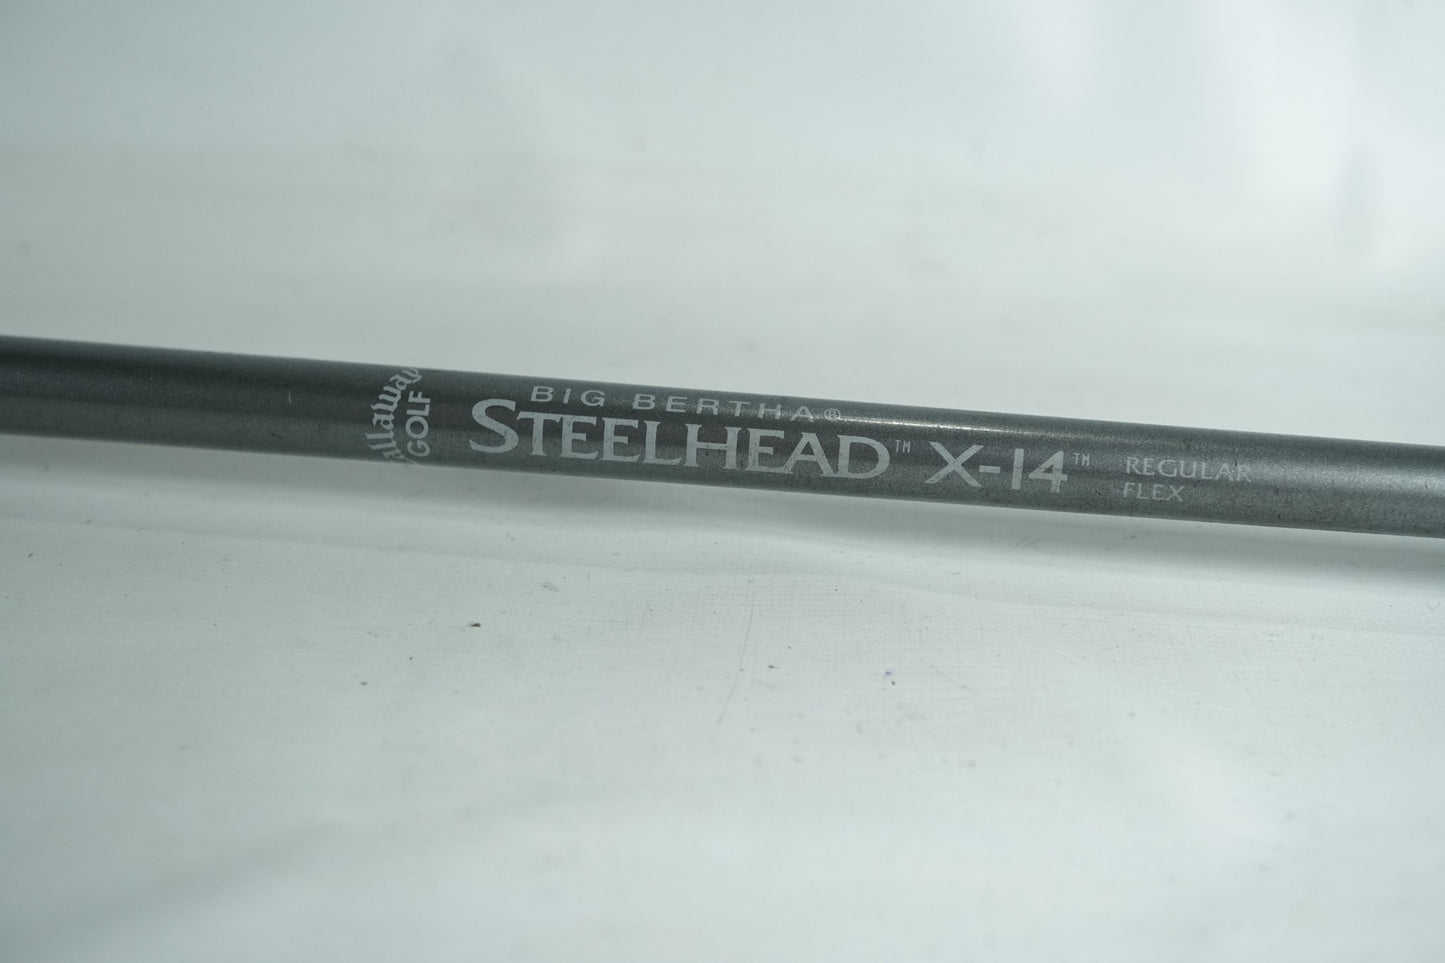 Callaway
GOLF
BIG BERTHA®
STEELHEAD™ X-14™
REGULAR
FLEX